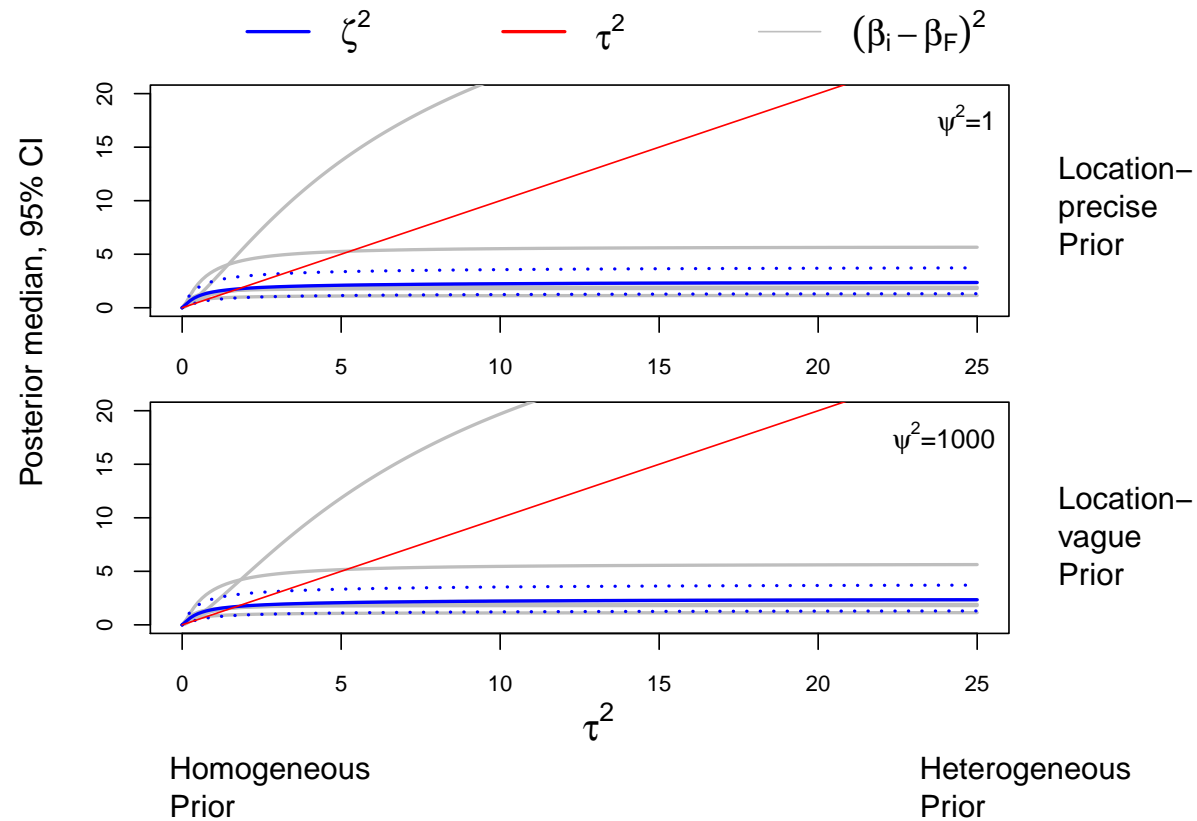 ζ² τ² (βᵢ − β_F)²
Posterior median, 95% CI
20
15
10
5
0
ψ²=1
0 5 10 15 20 25
Location−
precise
Prior
20
15
10
5
0
ψ²=1000
0 5 10 15 20 25
Location−
vague
Prior
τ²
Homogeneous
Prior
Heterogeneous
Prior